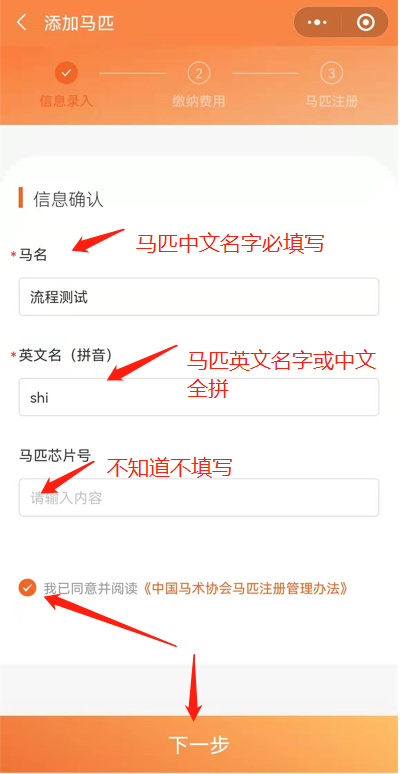 添加马匹
2
3
信息录入
缴纳费用
马匹注册
信息确认
马匹中文名字必填写
*马名
流程测试
*英文名（拼音）
马匹英文名字或中文
全拼
shi
马匹芯片号
不知道不填写
请输入内容
我已同意并阅读《中国马术协会马匹注册管理办法》
下一步